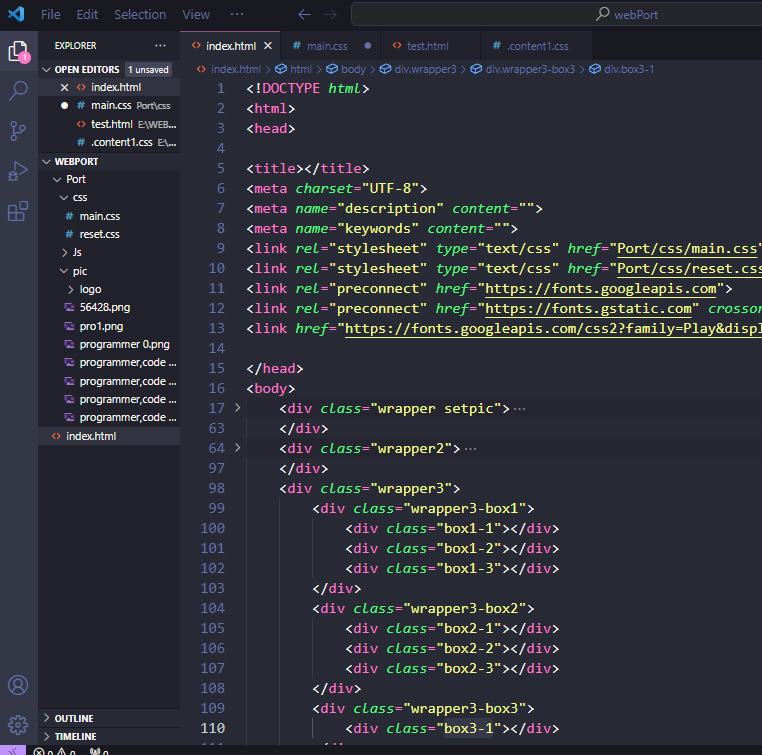 File Edit Selection View ··· ← → webPort
EXPLORER ···
index.html × main.css ● test.html .content1.css
OPEN EDITORS 1 unsaved
× index.html
● main.css Port\css
test.html E:\WEB...
.content1.css E:\...
WEBPORT
Port
css
main.css
reset.css
Js
pic
logo
56428.png
pro1.png
programmer 0.png
programmer,code ...
programmer,code ...
programmer,code ...
programmer,code ...
index.html
OUTLINE
TIMELINE
1
index.html > html > body > div.wrapper3 > div.wrapper3-box3 > div.box3-1
1 <!DOCTYPE html>
2 <html>
3 <head>
4
5 <title></title>
6 <meta charset="UTF-8">
7 <meta name="description" content="">
8 <meta name="keywords" content="">
9 <link rel="stylesheet" type="text/css" href="Port/css/main.css"
10 <link rel="stylesheet" type="text/css" href="Port/css/reset.css
11 <link rel="preconnect" href="https://fonts.googleapis.com">
12 <link rel="preconnect" href="https://fonts.gstatic.com" crossor
13 <link href="https://fonts.googleapis.com/css2?family=Play&displ
14
15 </head>
16 <body>
17 <div class="wrapper setpic">···
63 </div>
64 <div class="wrapper2">···
97 </div>
98 <div class="wrapper3">
99 <div class="wrapper3-box1">
100 <div class="box1-1"></div>
101 <div class="box1-2"></div>
102 <div class="box1-3"></div>
103 </div>
104 <div class="wrapper3-box2">
105 <div class="box2-1"></div>
106 <div class="box2-2"></div>
107 <div class="box2-3"></div>
108 </div>
109 <div class="wrapper3-box3">
110 <div class="box3-1"></div>
0 0 0